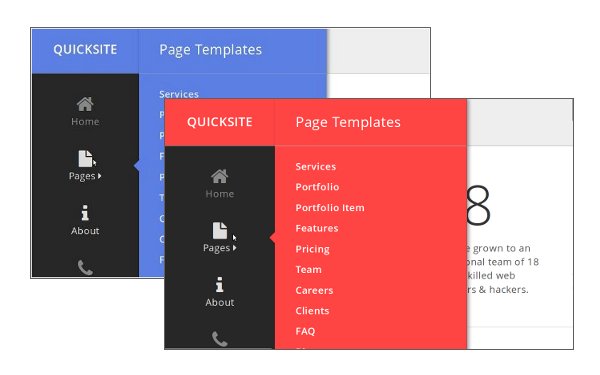 QUICKSITE
Page Templates
Services
Home
Pages
About
QUICKSITE
Page Templates
Services
Home
Portfolio
Portfolio Item
Features
Pages
Pricing
Team
About
Careers
Clients
FAQ
8
e grown to an
onal team of 18
killed web
rs & hackers.